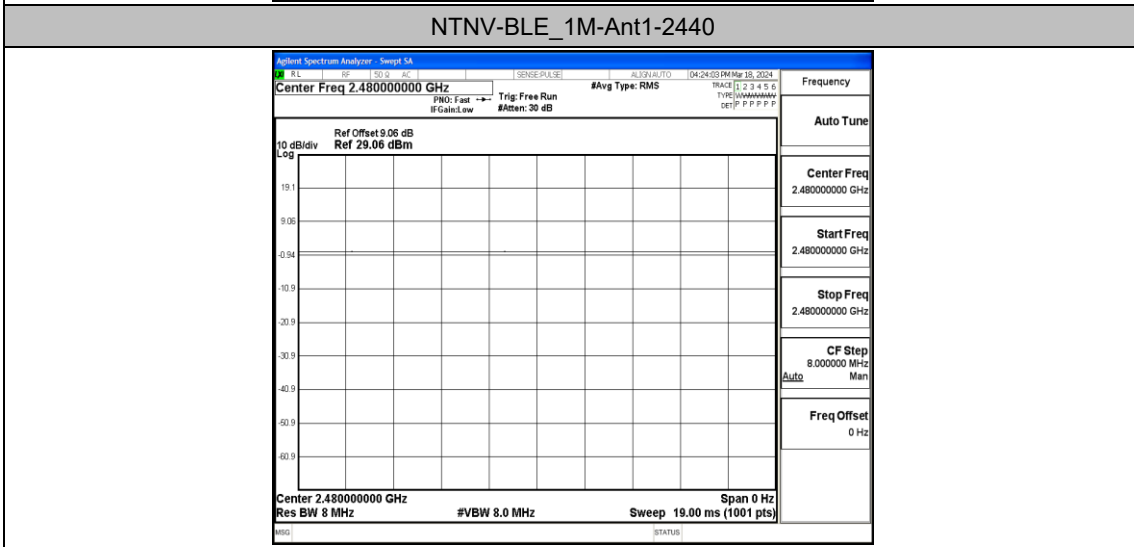 NTNV-BLE_1M-Ant1-2440
Agilent Spectrum Analyzer - Swept SA
RL RF 50 Ω AC SENSE:PULSE ALIGN AUTO 04:24:03 PM Mar 18, 2024
Center Freq 2.480000000 GHz
PNO: Fast
IFGain:Low
Trig: Free Run
#Atten: 30 dB
#Avg Type: RMS
TRACE 1 2 3 4 5 6
TYPE
DET P P P P P P
Frequency
Ref Offset 9.06 dB
10 dB/div Ref 29.06 dBm
Log
19.1
9.06
-0.94
-10.9
-20.9
-30.9
-40.9
-50.9
-60.9
Auto Tune
Center Freq
2.480000000 GHz
Start Freq
2.480000000 GHz
Stop Freq
2.480000000 GHz
CF Step
8.000000 MHz
Auto Man
Freq Offset
0 Hz
Center 2.480000000 GHz Span 0 Hz
Res BW 8 MHz #VBW 8.0 MHz Sweep 19.00 ms (1001 pts)
MSG STATUS